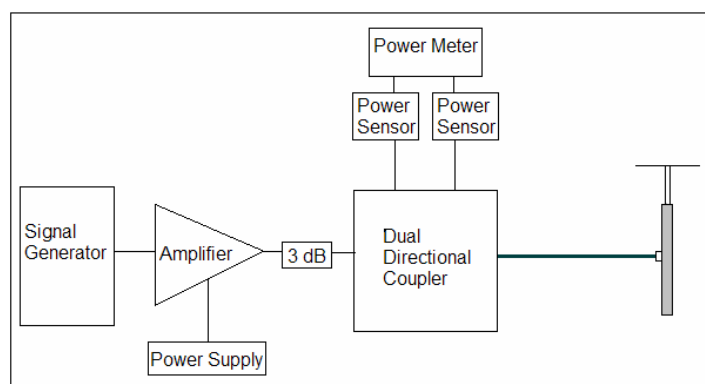 Power Meter
Power
Sensor
Power
Sensor
Signal
Generator
Amplifier
3 dB
Dual
Directional
Coupler
Power Supply